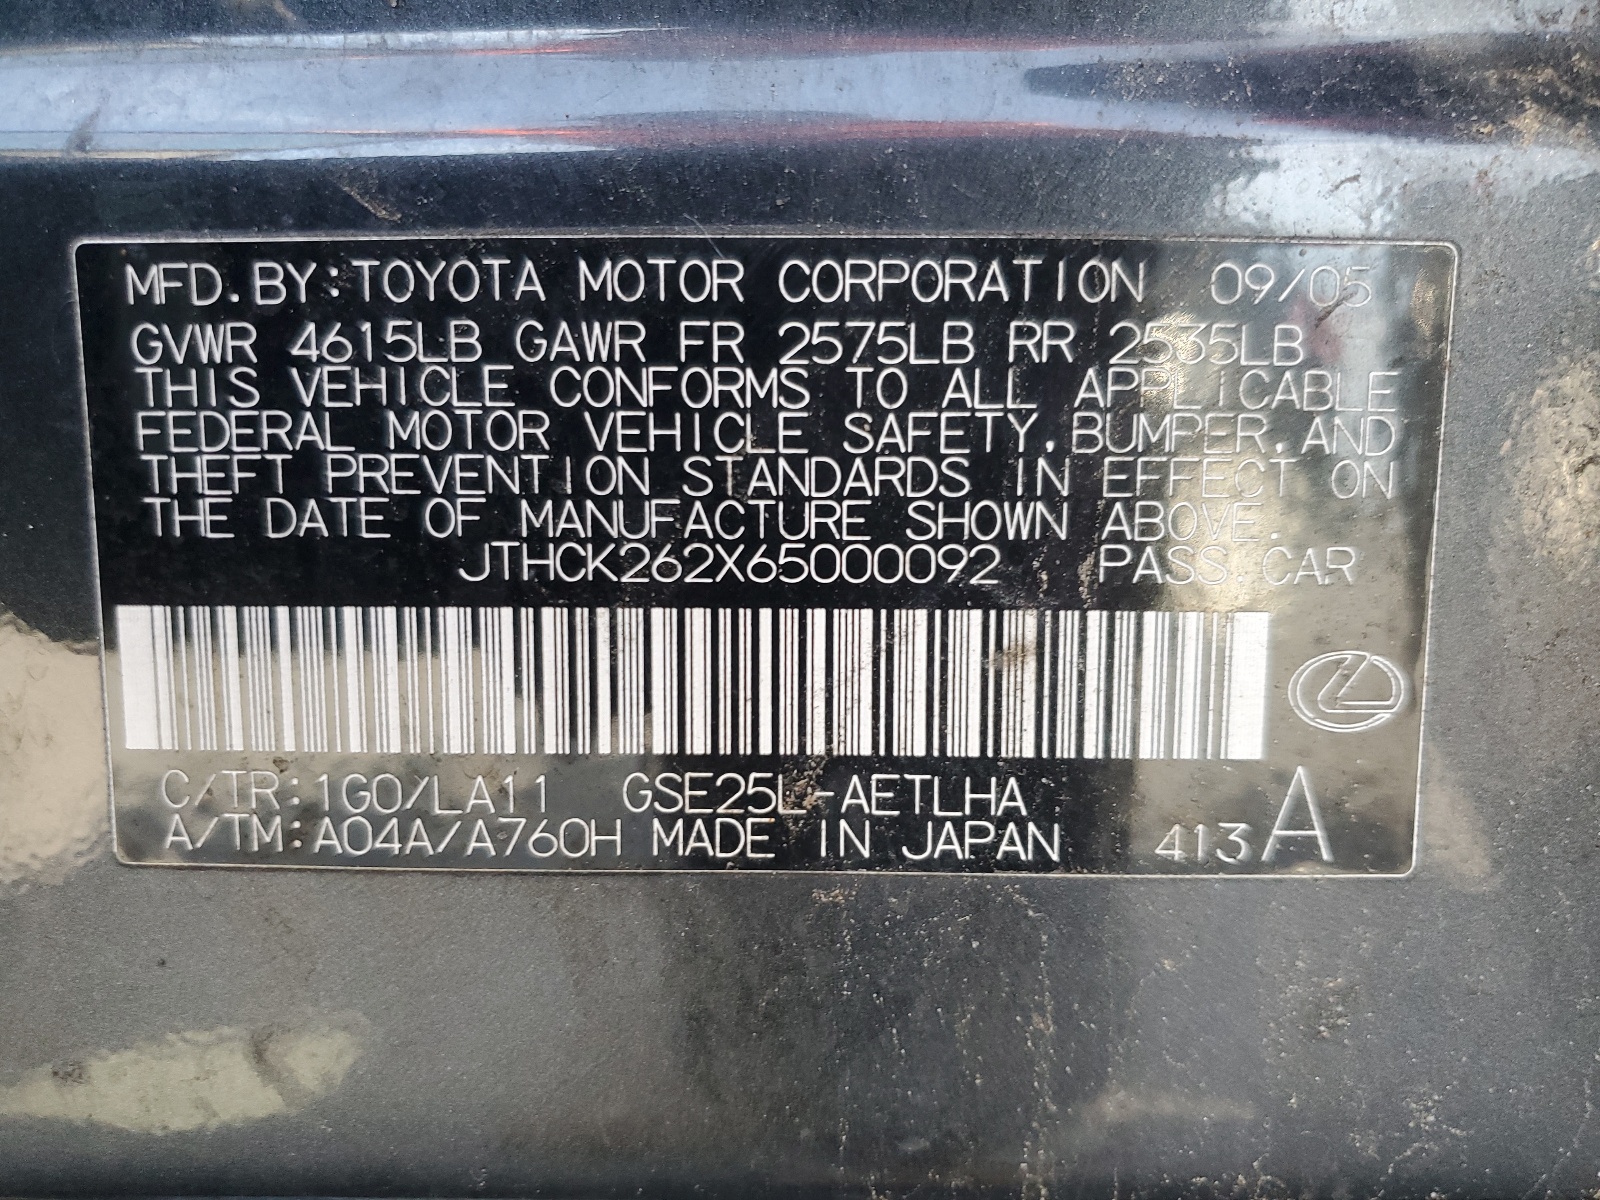 MFD. BY: TOYOTA MOTOR CORPORATION 09/05
GVWR 4615LB GAWR FR 2575LB RR 2535LB
THIS VEHICLE CONFORMS TO ALL APPLICABLE
FEDERAL MOTOR VEHICLE SAFETY, BUMPER, AND
THEFT PREVENTION STANDARDS IN EFFECT ON
THE DATE OF MANUFACTURE SHOWN ABOVE.
JTHCK262X65000092 PASS. CAR
C/TR: 1G0/LA11 GSE25L-AETLHA
A/TM: A04A/A760H MADE IN JAPAN 413 A